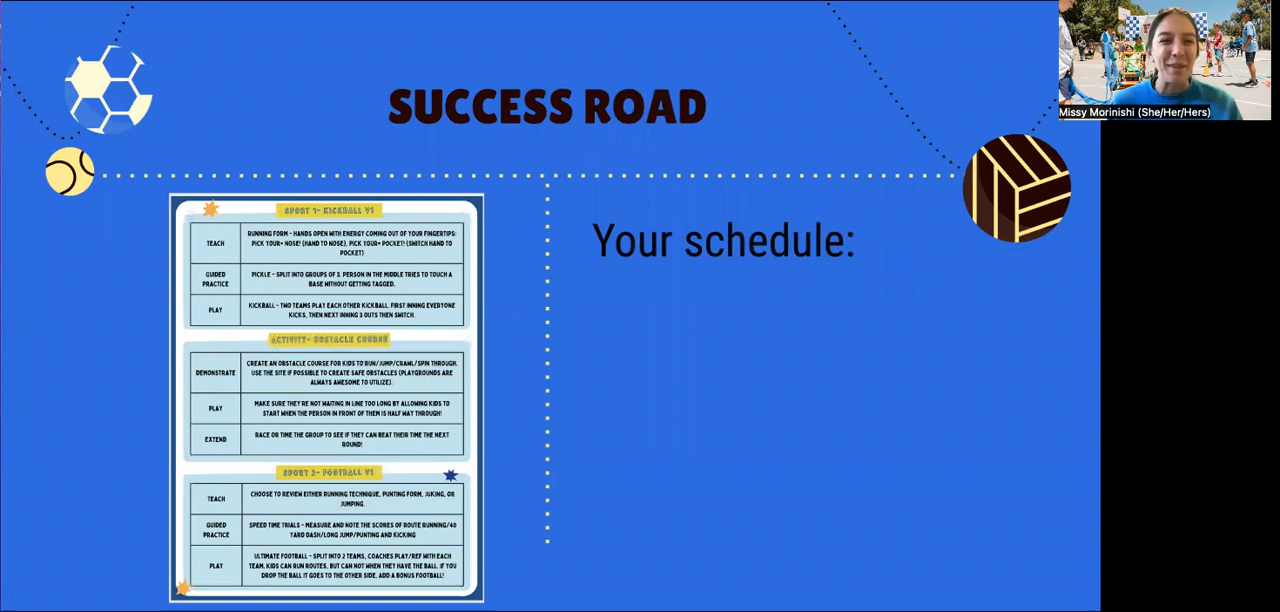 SUCCESS ROAD
Missy Morinishi (She/Her/Hers)
SPORT 1- KICKBALL V1
TEACH
RUNNING FORM - HANDS OPEN WITH ENERGY COMING OUT OF YOUR FINGERTIPS:
PICK YOUR= NOSE! (HAND TO NOSE), PICK YOUR= POCKET! (SWITCH HAND TO
POCKET)
GUIDED
PRACTICE
PICKLE - SPLIT INTO GROUPS OF 3. PERSON IN THE MIDDLE TRIES TO TOUCH A
BASE WITHOUT GETTING TAGGED.
PLAY
KICKBALL - TWO TEAMS PLAY EACH OTHER KICKBALL. FIRST INNING EVERYONE
KICKS, THEN NEXT INNING 3 OUTS THEN SWITCH.
ACTIVITY- OBSTACLE COURSE
DEMONSTRATE
CREATE AN OBSTACLE COURSE FOR KIDS TO RUN/JUMP/CRAWL/SPIN THROUGH.
USE THE SITE IF POSSIBLE TO CREATE SAFE OBSTACLES (PLAYGROUNDS ARE
ALWAYS AWESOME TO UTILIZE).
PLAY
MAKE SURE THEY'RE NOT WAITING IN LINE TOO LONG BY ALLOWING KIDS TO
START WHEN THE PERSON IN FRONT OF THEM IS HALF WAY THROUGH!
EXTEND
RACE OR TIME THE GROUP TO SEE IF THEY CAN BEAT THEIR TIME THE NEXT
ROUND!
SPORT 2- FOOTBALL V1
TEACH
CHOOSE TO REVIEW EITHER RUNNING TECHNIQUE, PUNTING FORM, JUKING, OR
JUMPING.
GUIDED
PRACTICE
SPEED TIME TRIALS - MEASURE AND NOTE THE SCORES OF ROUTE RUNNING/40
YARD DASH/LONG JUMP/PUNTING AND KICKING
PLAY
ULTIMATE FOOTBALL - SPLIT INTO 2 TEAMS, COACHES PLAY/REF WITH EACH
TEAM. KIDS CAN RUN ROUTES, BUT CAN NOT WHEN THEY HAVE THE BALL. IF YOU
DROP THE BALL IT GOES TO THE OTHER SIDE. ADD A BONUS FOOTBALL!
Your schedule: